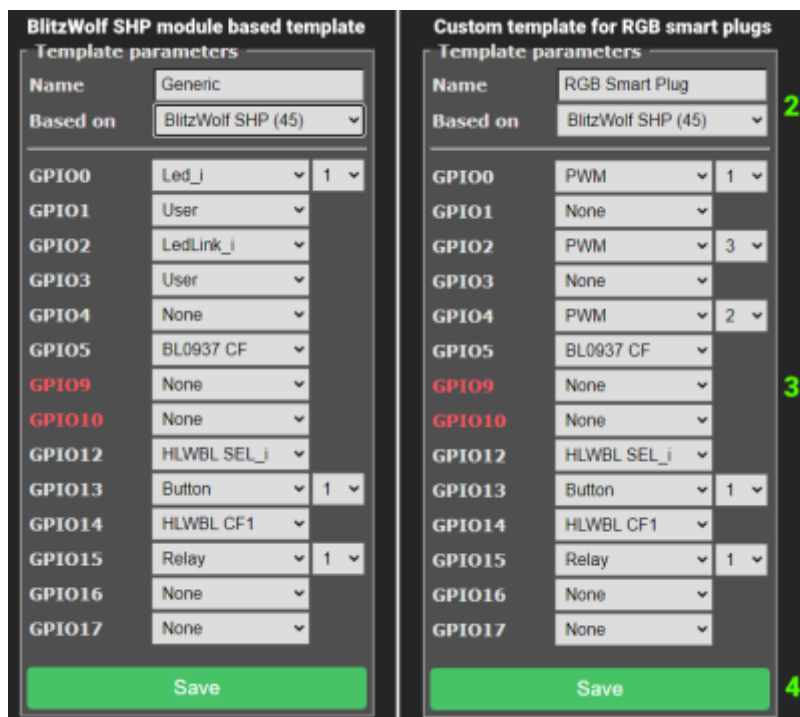 BlitzWolf SHP module based template
Template parameters
Name Generic
Based on BlitzWolf SHP (45)
GPIO0 Led_i 1
GPIO1 User
GPIO2 LedLink_i
GPIO3 User
GPIO4 None
GPIO5 BL0937 CF
GPIO9 None
GPIO10 None
GPIO12 HLWBL SEL_i
GPIO13 Button 1
GPIO14 HLWBL CF1
GPIO15 Relay 1
GPIO16 None
GPIO17 None
Save
Custom template for RGB smart plugs
Template parameters
Name RGB Smart Plug
2
Based on BlitzWolf SHP (45)
GPIO0 PWM 1
GPIO1 None
GPIO2 PWM 3
GPIO3 None
GPIO4 PWM 2
GPIO5 BL0937 CF
GPIO9 None 3
GPIO10 None
GPIO12 HLWBL SEL_i
GPIO13 Button 1
GPIO14 HLWBL CF1
GPIO15 Relay 1
GPIO16 None
GPIO17 None
Save 4